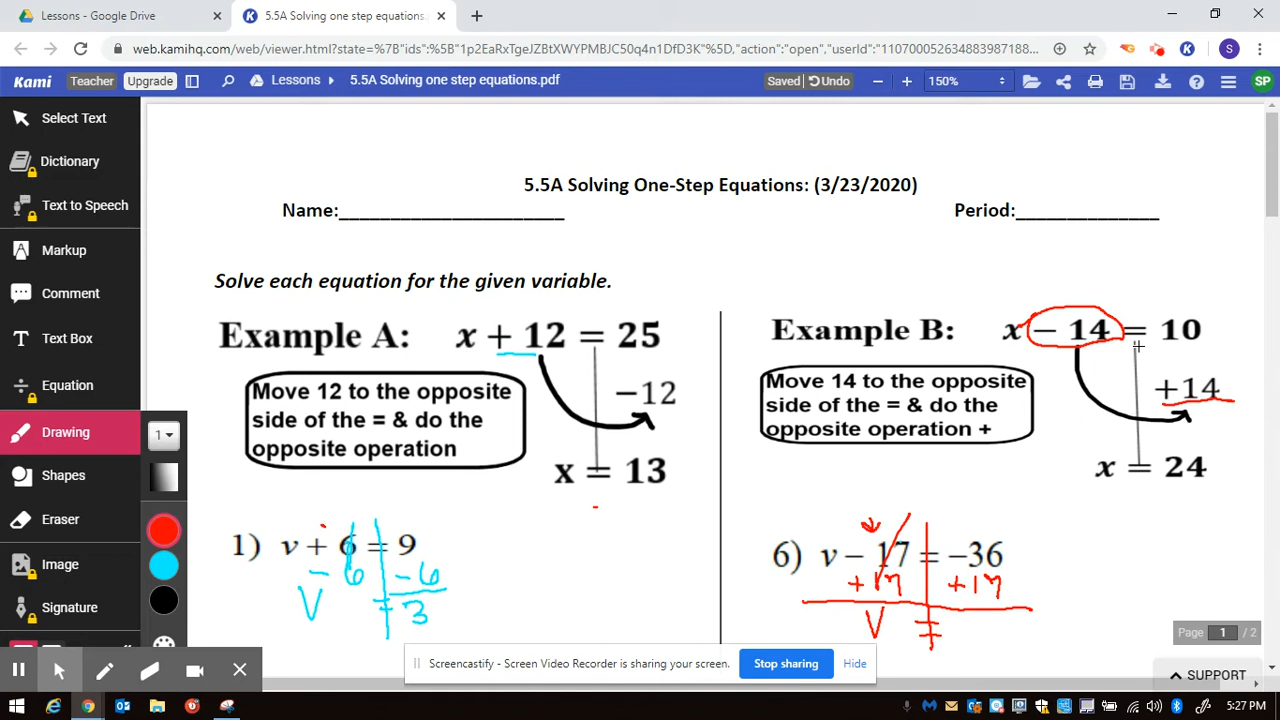 Lessons - Google Drive
5.5A Solving one step equations.
web.kamihq.com/web/viewer.html?state=%7B"ids"%3A%5B"1p2EaRxTgeJZBtXWYPMBJC50q4n1DfD3K"%5D,"action":"open","userId":"110700052634883987188...
S
Kami
Teacher
Upgrade
Lessons
5.5A Solving one step equations.pdf
Saved
Undo
150%
SP
Select Text
Dictionary
Text to Speech
Markup
Comment
Text Box
Equation
Drawing
1
Shapes
Eraser
Image
Signature
5.5A Solving One-Step Equations: (3/23/2020)
Name:______________________ Period:______________
Solve each equation for the given variable.
Example A: x + 12 = 25
Move 12 to the opposite
side of the = & do the
opposite operation
−12
x = 13
1) v + 6 = 9
− 6 − 6
V = 3
Example B: x − 14 = 10
Move 14 to the opposite
side of the = & do the
opposite operation +
+14
x = 24
6) v − 17 = −36
+17 +17
V =
Page 1 / 2
Screencastify - Screen Video Recorder is sharing your screen.
Stop sharing
Hide
SUPPORT
5:27 PM